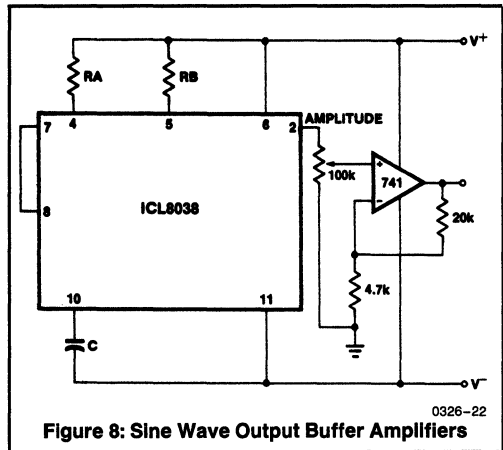 V+
RA
RB
4
5
6
2
AMPLITUDE
7
100k
+
741
−
ICL8038
8
20k
4.7k
10
11
C
V−
0326-22
Figure 8: Sine Wave Output Buffer Amplifiers